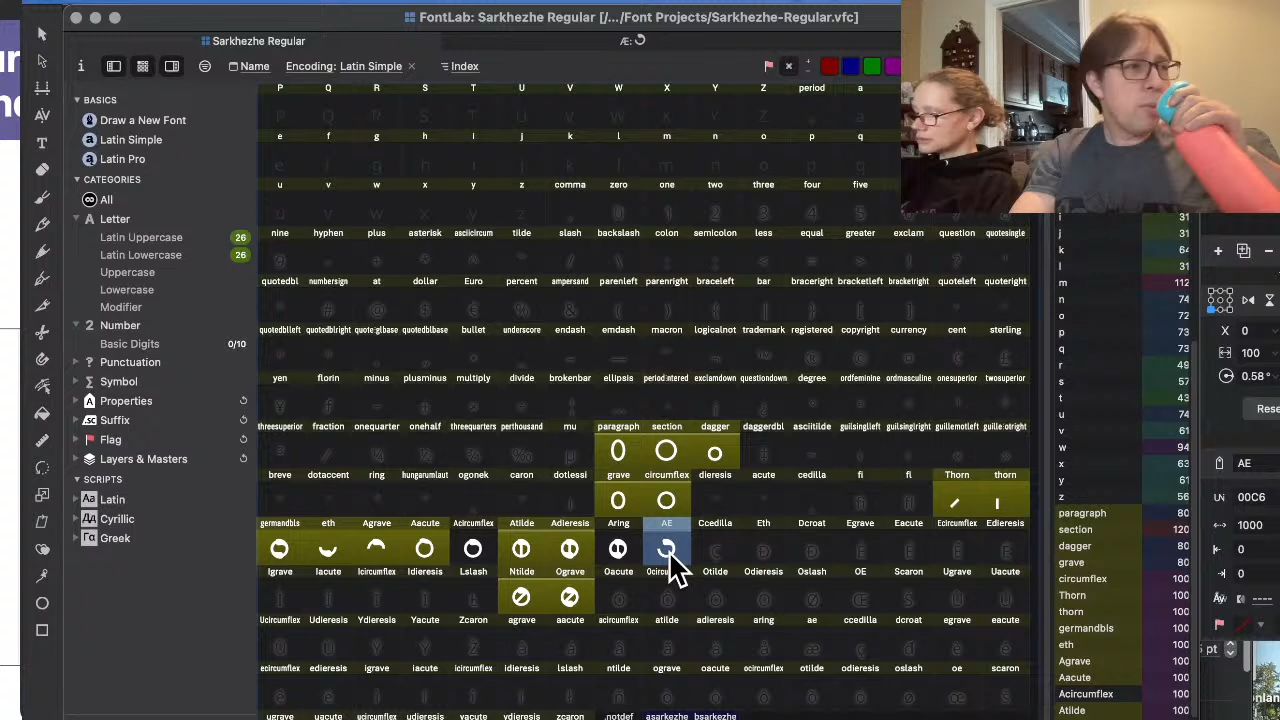 FontLab: Sarkhezhe Regular [/.../Font Projects/Sarkhezhe-Regular.vfc]
Sarkhezhe Regular
Æ:
i Name Encoding: Latin Simple × Index
BASICS
Draw a New Font
Latin Simple
Latin Pro
CATEGORIES
All
Letter
Latin Uppercase 26
Latin Lowercase 26
Uppercase
Lowercase
Modifier
Number
Basic Digits 0/10
Punctuation
Symbol
Properties
Suffix
Flag
Layers & Masters
SCRIPTS
Latin
Cyrillic
Greek
P Q R S T U V W X Y Z period a
e f g h i j k l m n o p q
u v w x y z comma zero one two three four five
nine hyphen plus asterisk asciicircum tilde slash backslash colon semicolon less equal greater exclam question quotesingle
quotedbl numbersign at dollar Euro percent ampersand parenleft parenright braceleft bar braceright bracketleft bracketright quoteleft quoteright
quotedblleft quotedblright quotesinglbase quotedblbase bullet underscore endash emdash macron logicalnot trademark registered copyright currency cent sterling
yen florin minus plusminus multiply divide brokenbar ellipsis periodcentered exclamdown questiondown degree ordfeminine ordmasculine onesuperior twosuperior
threesuperior fraction onequarter onehalf threequarters perthousand mu paragraph section dagger daggerdbl asciitilde guilsinglleft guilsinglright guillemotleft guillemotright
breve dotaccent ring hungarumlaut ogonek caron dotlessi grave circumflex dieresis acute cedilla fi fl Thorn thorn
germandbls eth Agrave Aacute Acircumflex Atilde Adieresis Aring AE Ccedilla Eth Dcroat Egrave Eacute Ecircumflex Edieresis
Igrave Iacute Icircumflex Idieresis Lslash Ntilde Ograve Oacute Otilde Odieresis Oslash OE Scaron Ugrave Uacute
Ucircumflex Udieresis Ydieresis Yacute Zcaron agrave aacute acircumflex atilde adieresis aring ae ccedilla dcroat egrave eacute
ecircumflex edieresis igrave iacute icircumflex idieresis lslash ntilde ograve oacute ocircumflex otilde odieresis oslash oe scaron
ugrave uacute ucircumflex udieresis yacute ydieresis zcaron .notdef asarkezhe bsarkezhe
i 31
j 31
k 64
l 31
m 112
n 74
o 72
p 73
q 73
r 49
s 57
t 43
u 74
v 61
w 94
x 63
y 61
z 56
paragraph 80
section 120
dagger 80
grave 80
circumflex 100
Thorn 100
thorn 100
germandbls 100
eth 100
Agrave 100
Aacute 100
Acircumflex 100
Atilde 100
X 0
100
0.58°
Rese
AE
UN 00C6
1000
0
0
5 pt